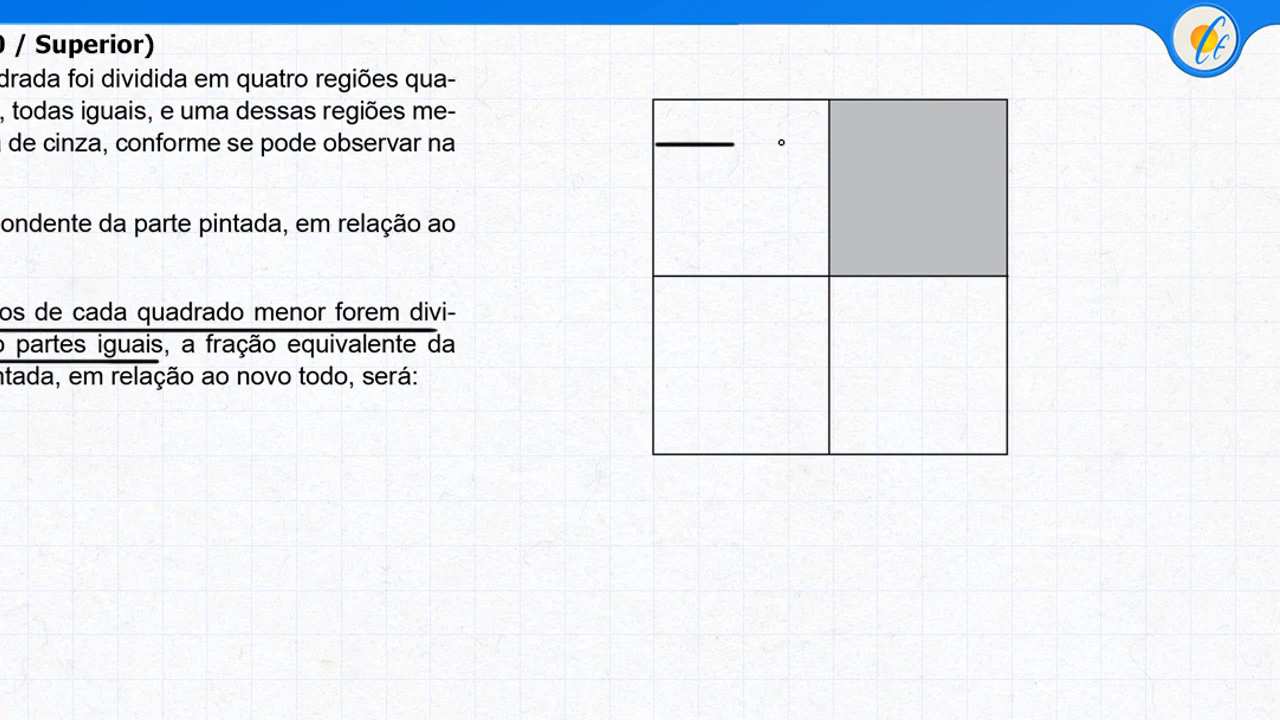 0 / Superior)
drada foi dividida em quatro regiões qua-
, todas iguais, e uma dessas regiões me-
de cinza, conforme se pode observar na
ondente da parte pintada, em relação ao
os de cada quadrado menor forem divi-
o partes iguais, a fração equivalente da
ntada, em relação ao novo todo, será: